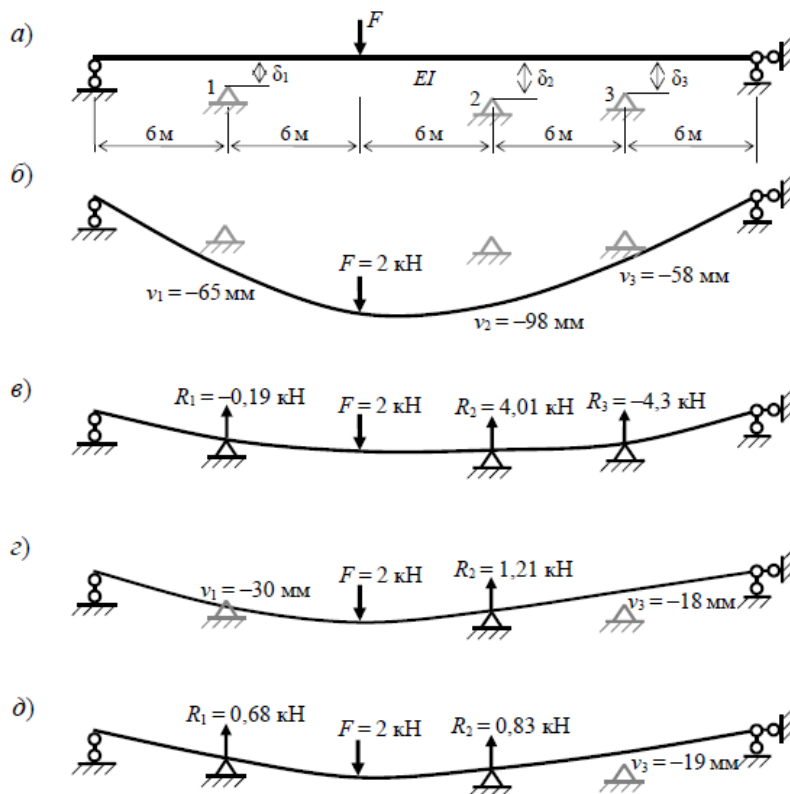 а)
F
1
δ₁
EI
2
δ₂
3
δ₃
6 м
6 м
6 м
6 м
6 м
б)
F = 2 кН
v₁ = −65 мм
v₂ = −98 мм
v₃ = −58 мм
в)
R₁ = −0,19 кН
F = 2 кН
R₂ = 4,01 кН
R₃ = −4,3 кН
г)
v₁ = −30 мм
F = 2 кН
R₂ = 1,21 кН
v₃ = −18 мм
д)
R₁ = 0,68 кН
F = 2 кН
R₂ = 0,83 кН
v₃ = −19 мм